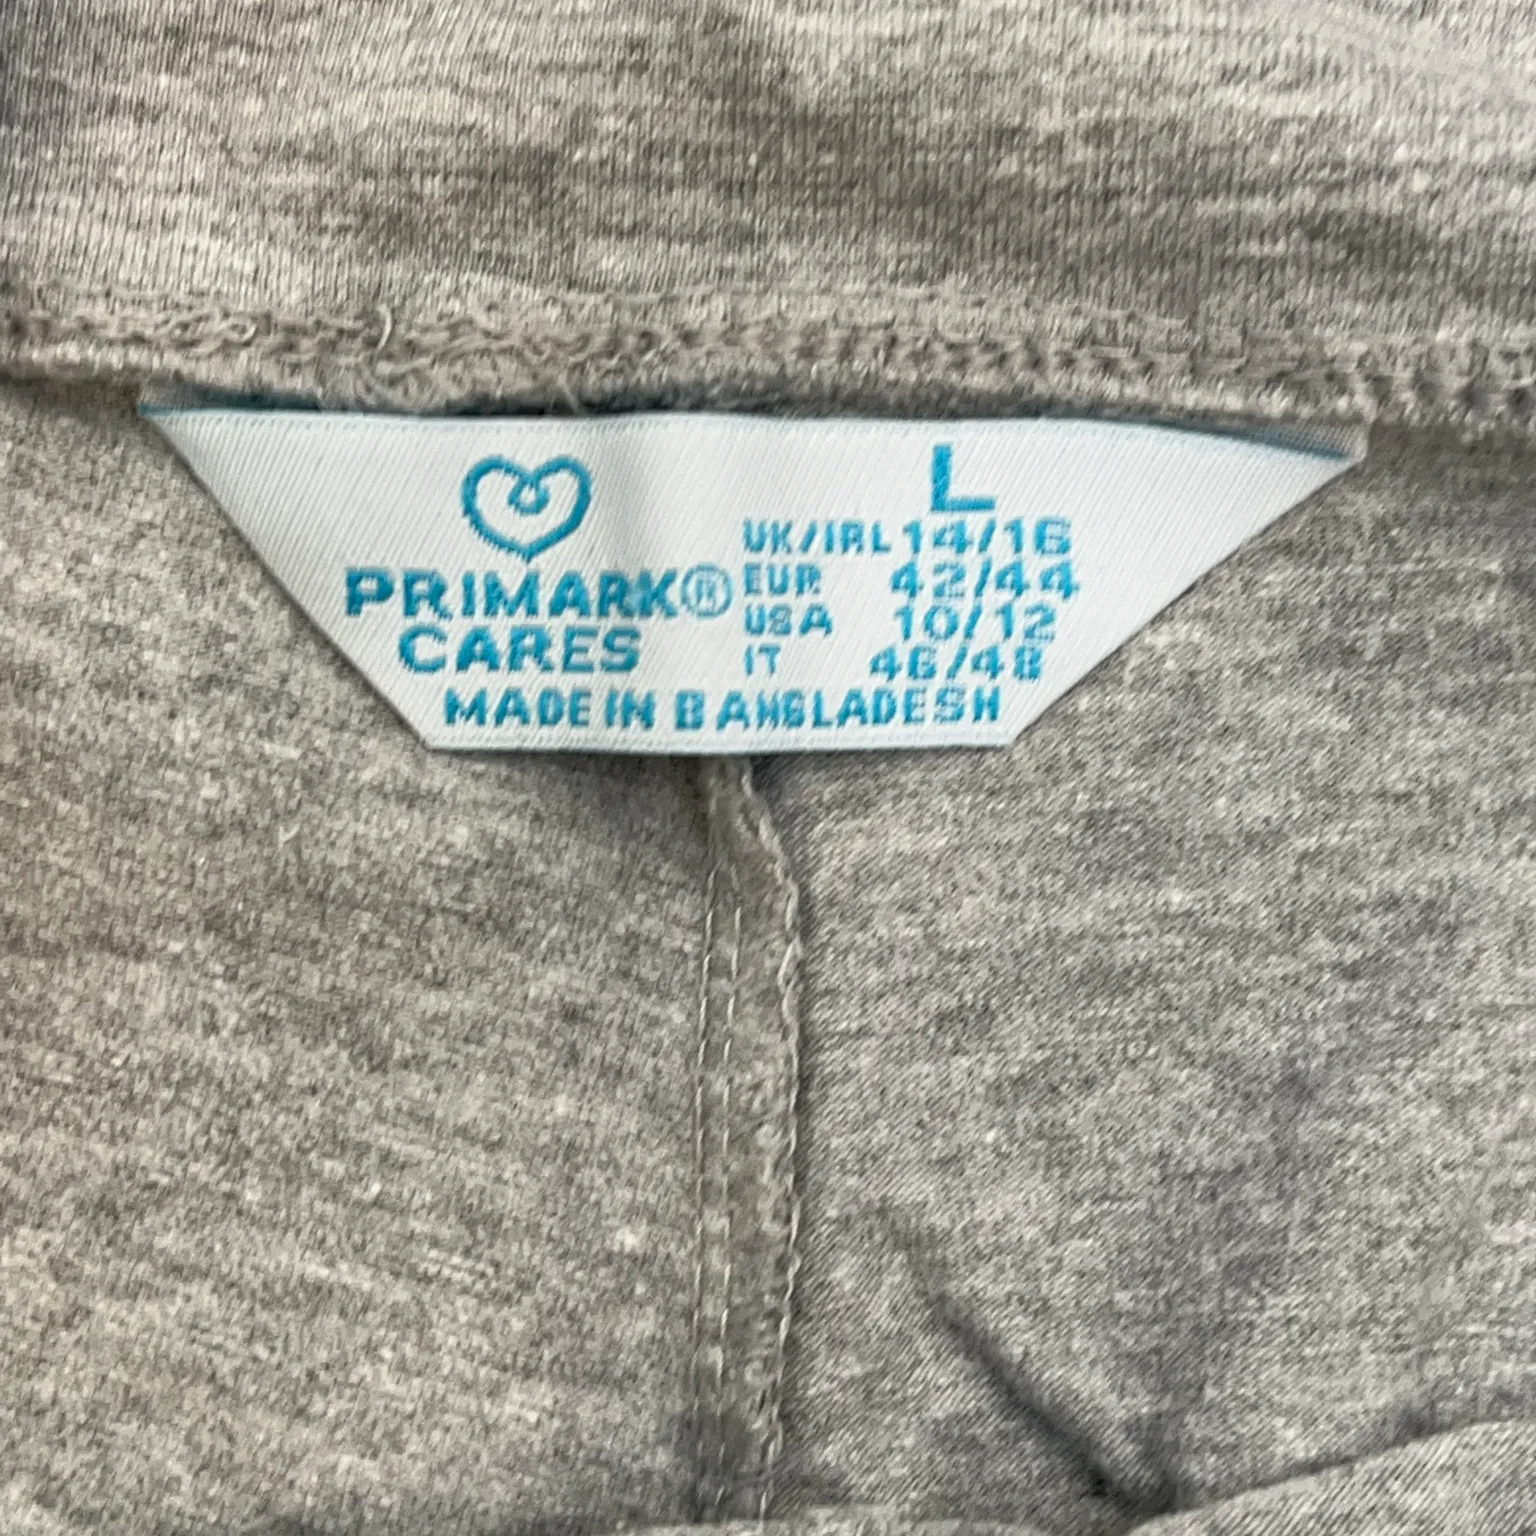 L
UK/IRL 14/16
EUR 42/44
USA 10/12
IT 46/48
PRIMARK®
CARES
MADE IN BANGLADESH